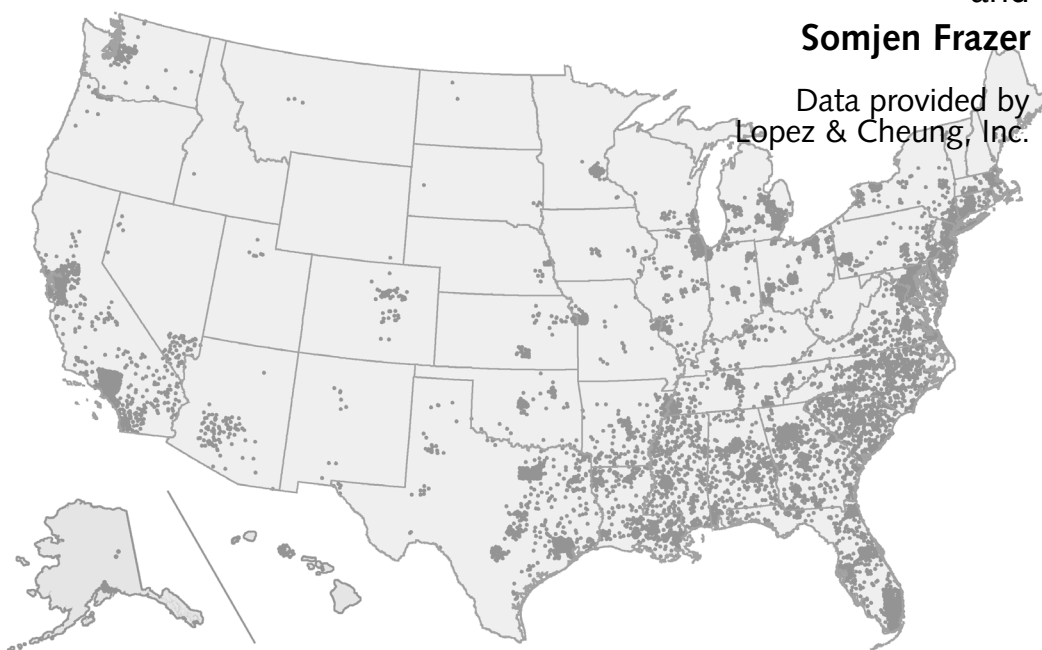 and
Somjen Frazer
Data provided by
Lopez & Cheung, Inc.